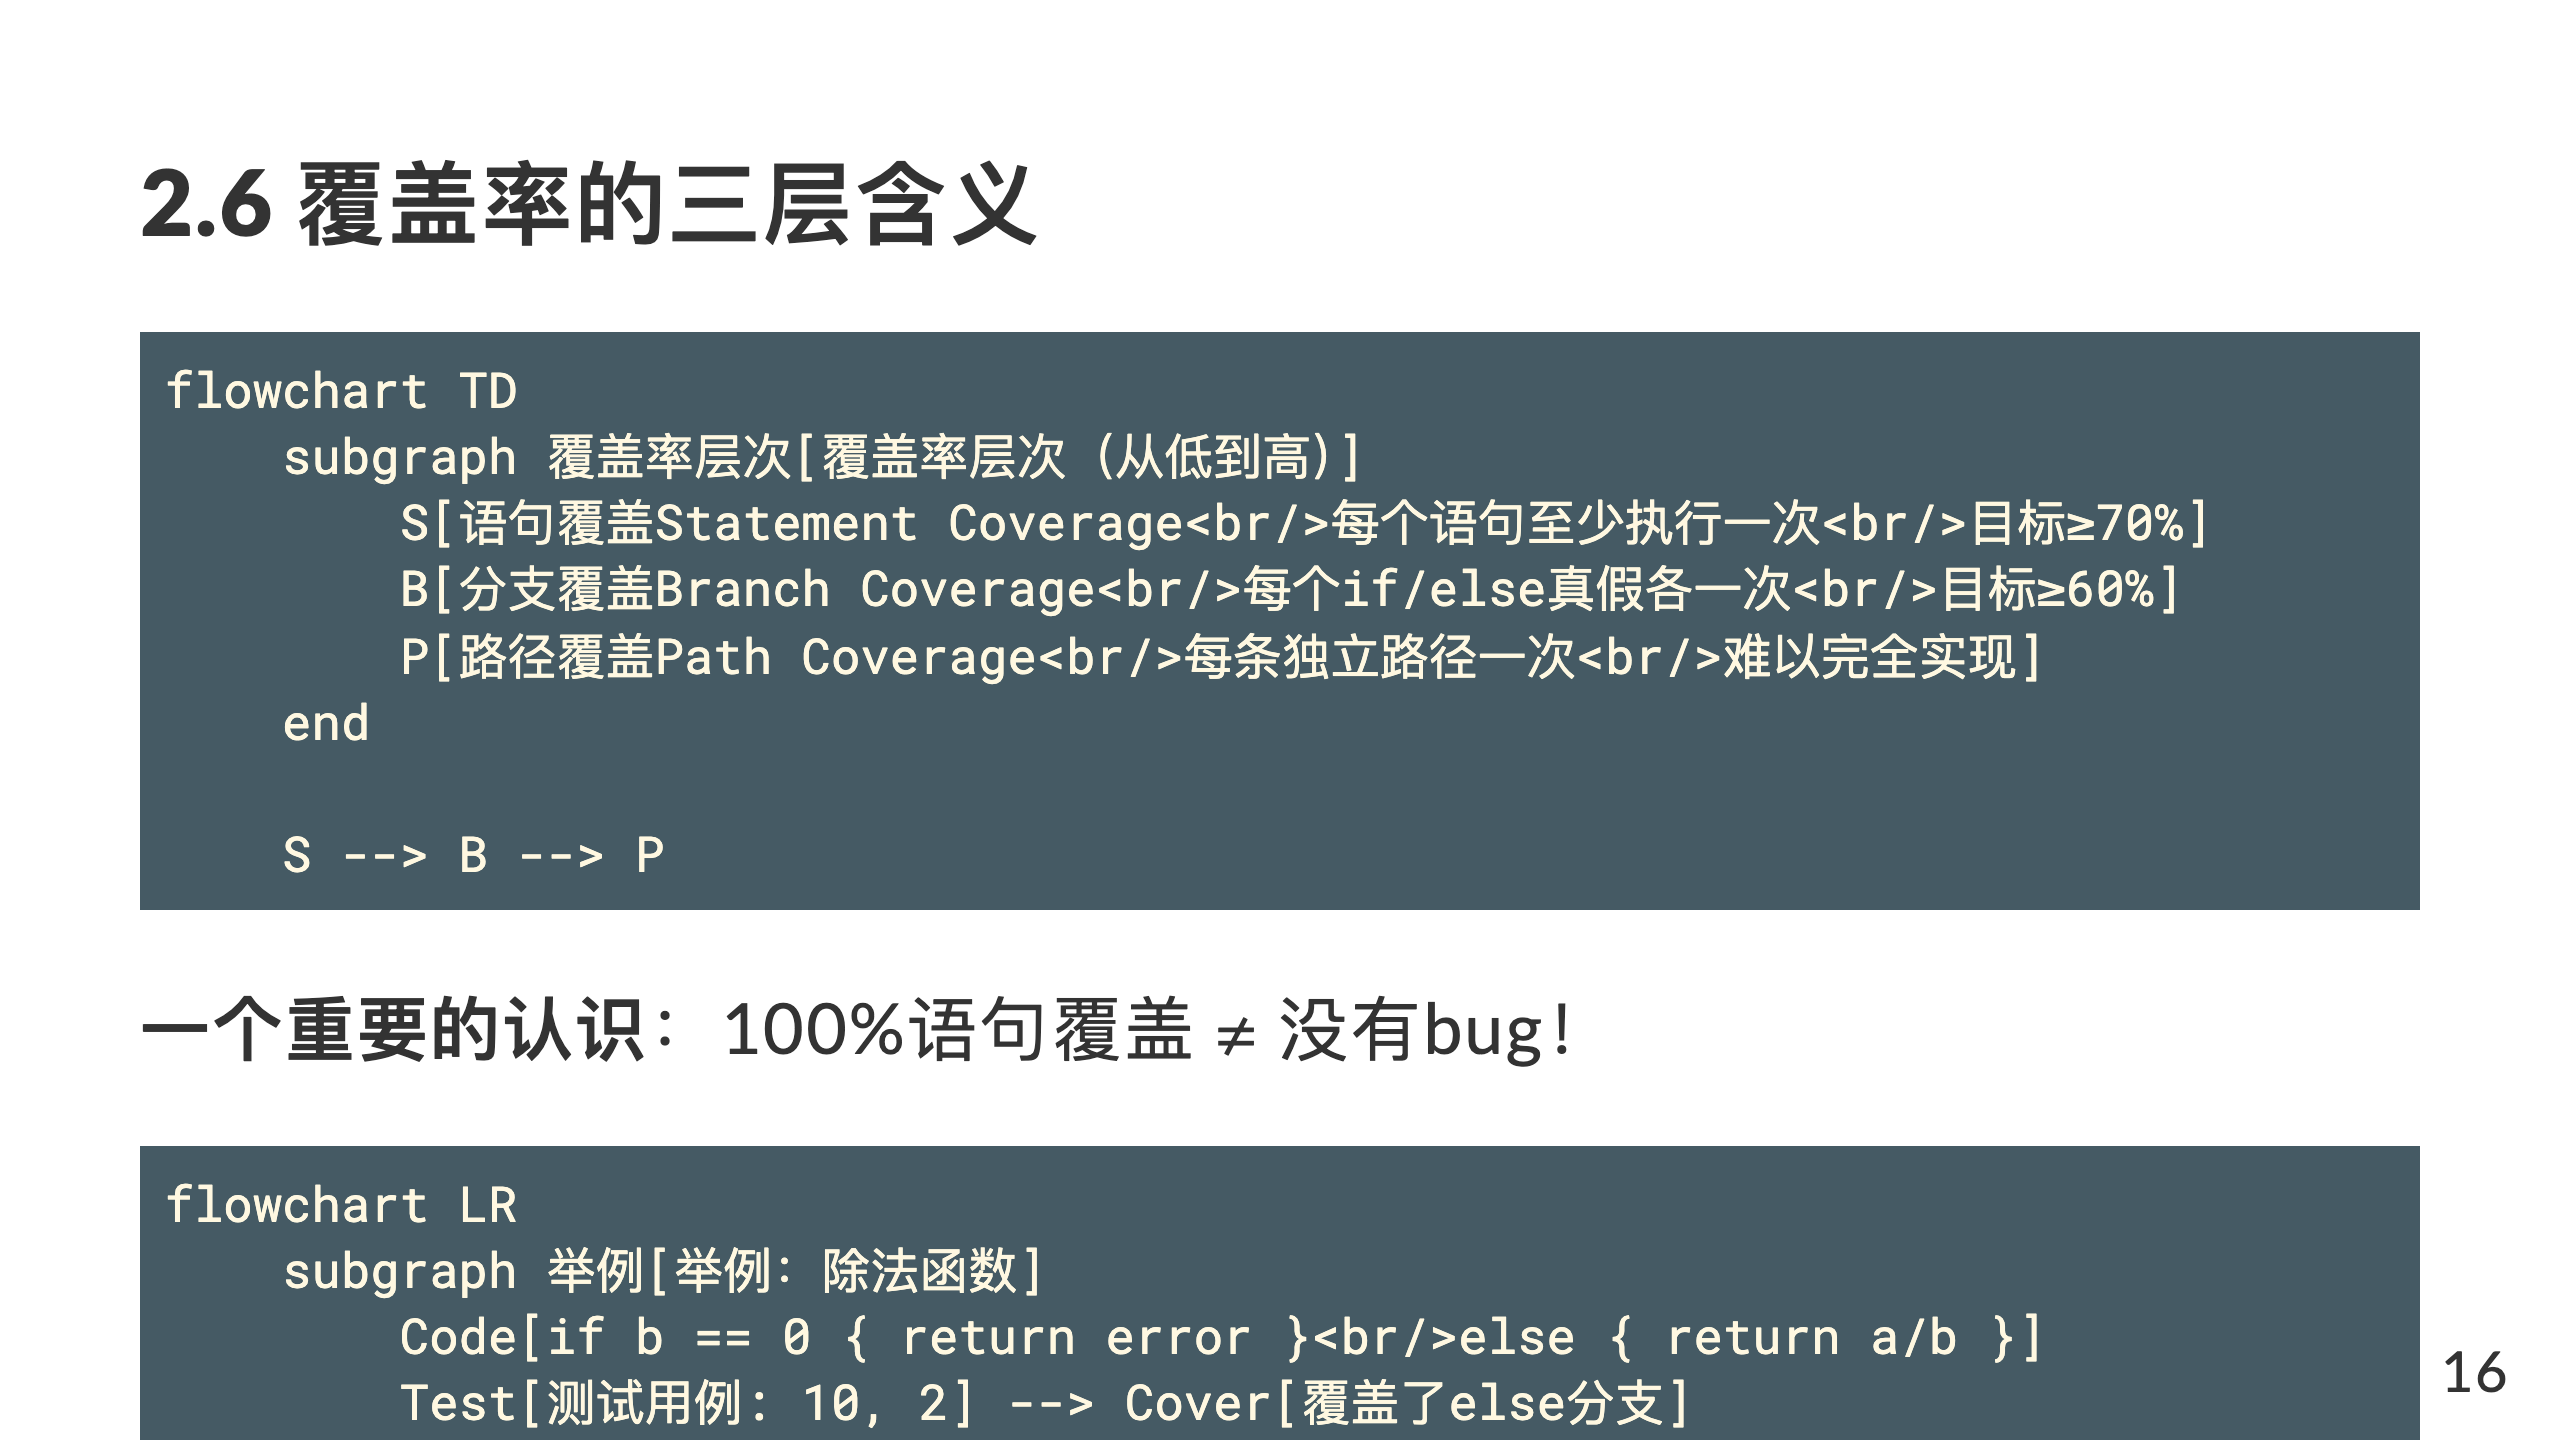 2.6 覆盖率的三层含义
flowchart TD
    subgraph 覆盖率层次[覆盖率层次（从低到高）]
        S[语句覆盖Statement Coverage<br/>每个语句至少执行一次<br/>目标≥70%]
        B[分支覆盖Branch Coverage<br/>每个if/else真假各一次<br/>目标≥60%]
        P[路径覆盖Path Coverage<br/>每条独立路径一次<br/>难以完全实现]
    end
    S --> B --> P
一个重要的认识：100%语句覆盖 ≠ 没有bug！
flowchart LR
    subgraph 举例[举例：除法函数]
        Code[if b == 0 { return error }<br/>else { return a/b }]
        Test[测试用例: 10, 2] --> Cover[覆盖了else分支]
16